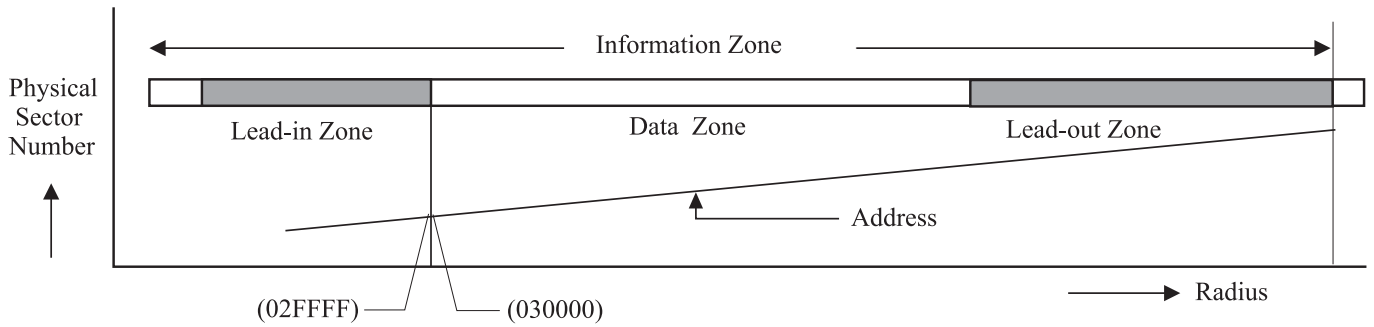 Information Zone
Physical
Sector
Number
Lead-in Zone
Data Zone
Lead-out Zone
Address
(02FFFF)
(030000)
Radius